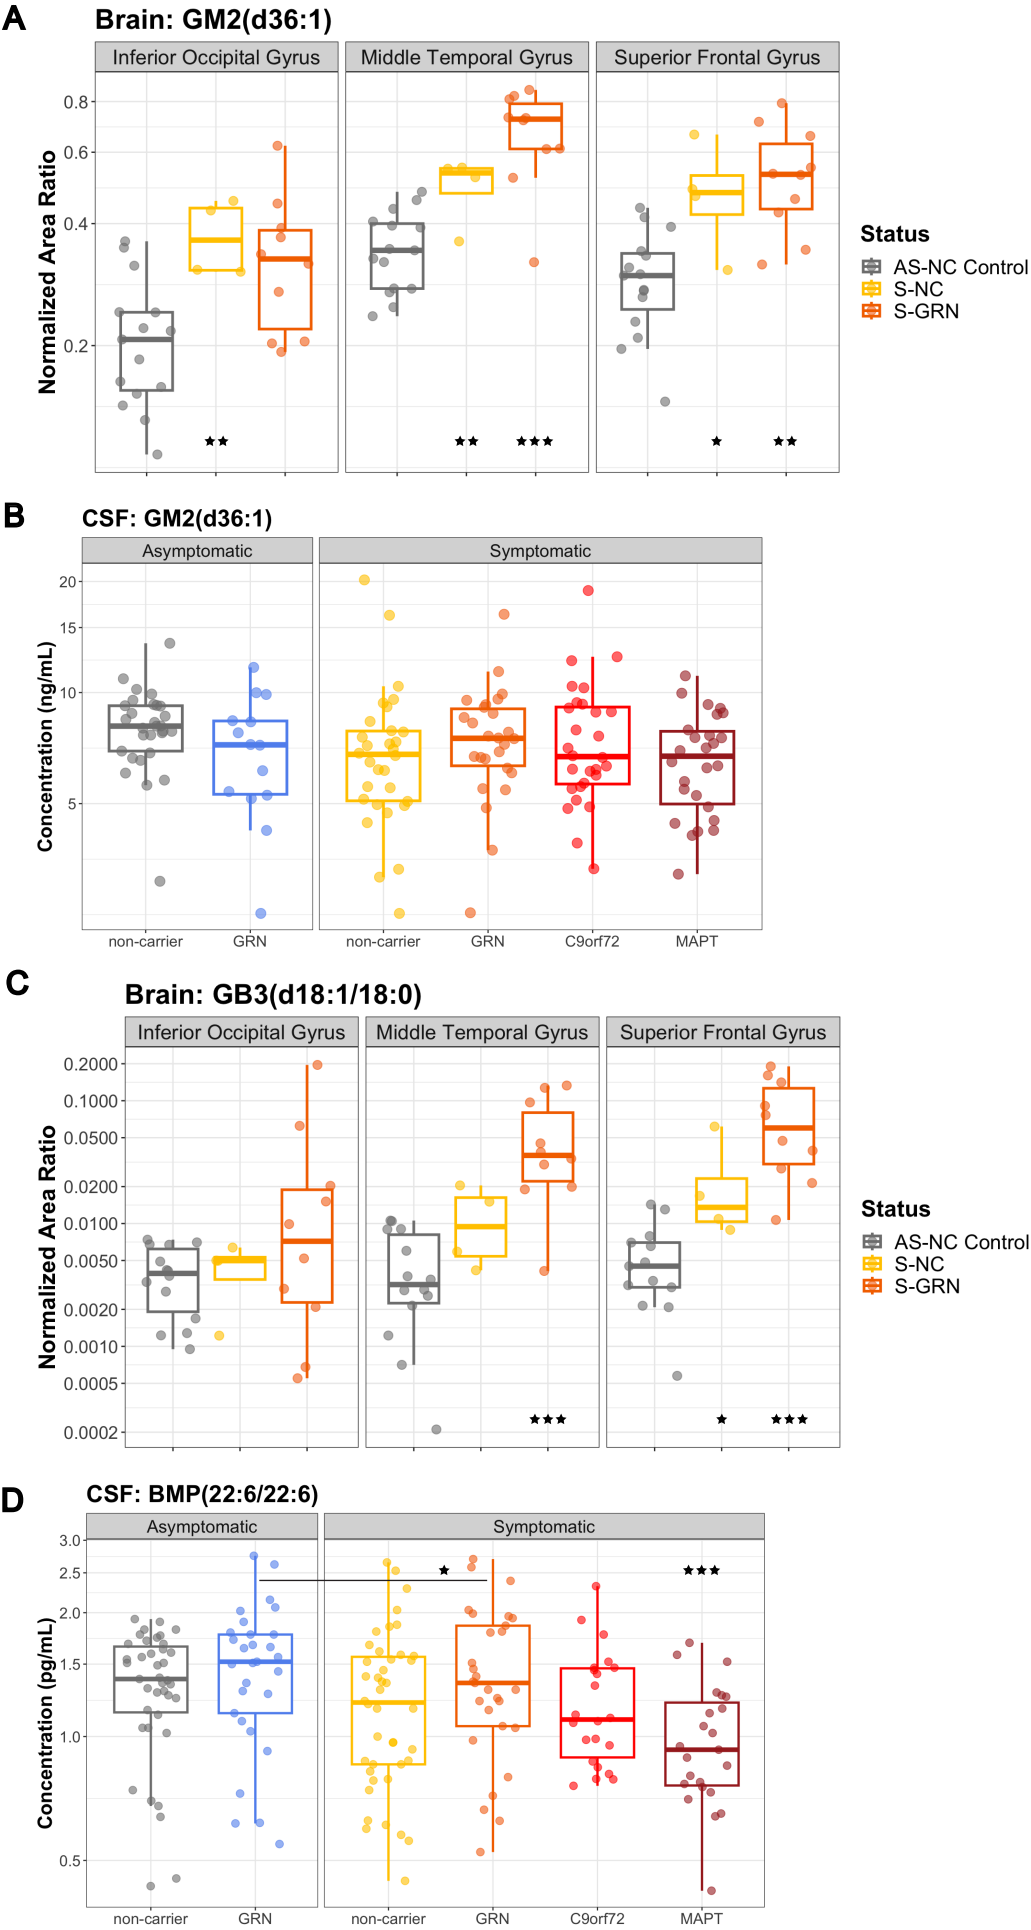 A
Brain: GM2(d36:1)
Inferior Occipital Gyrus
Middle Temporal Gyrus
Superior Frontal Gyrus
Normalized Area Ratio
0.8
0.6
0.4
0.2
★★
★★
★★★
★
★★
Status
AS-NC Control
S-NC
S-GRN
B
CSF: GM2(d36:1)
Asymptomatic
Symptomatic
Concentration (ng/mL)
20
15
10
5
non-carrier
GRN
non-carrier
GRN
C9orf72
MAPT
C
Brain: GB3(d18:1/18:0)
Inferior Occipital Gyrus
Middle Temporal Gyrus
Superior Frontal Gyrus
Normalized Area Ratio
0.2000
0.1000
0.0500
0.0200
0.0100
0.0050
0.0020
0.0010
0.0005
0.0002
★★★
★
★★★
Status
AS-NC Control
S-NC
S-GRN
D
CSF: BMP(22:6/22:6)
Asymptomatic
Symptomatic
Concentration (pg/mL)
3.0
2.5
2.0
1.5
1.0
0.5
★
★★★
non-carrier
GRN
non-carrier
GRN
C9orf72
MAPT